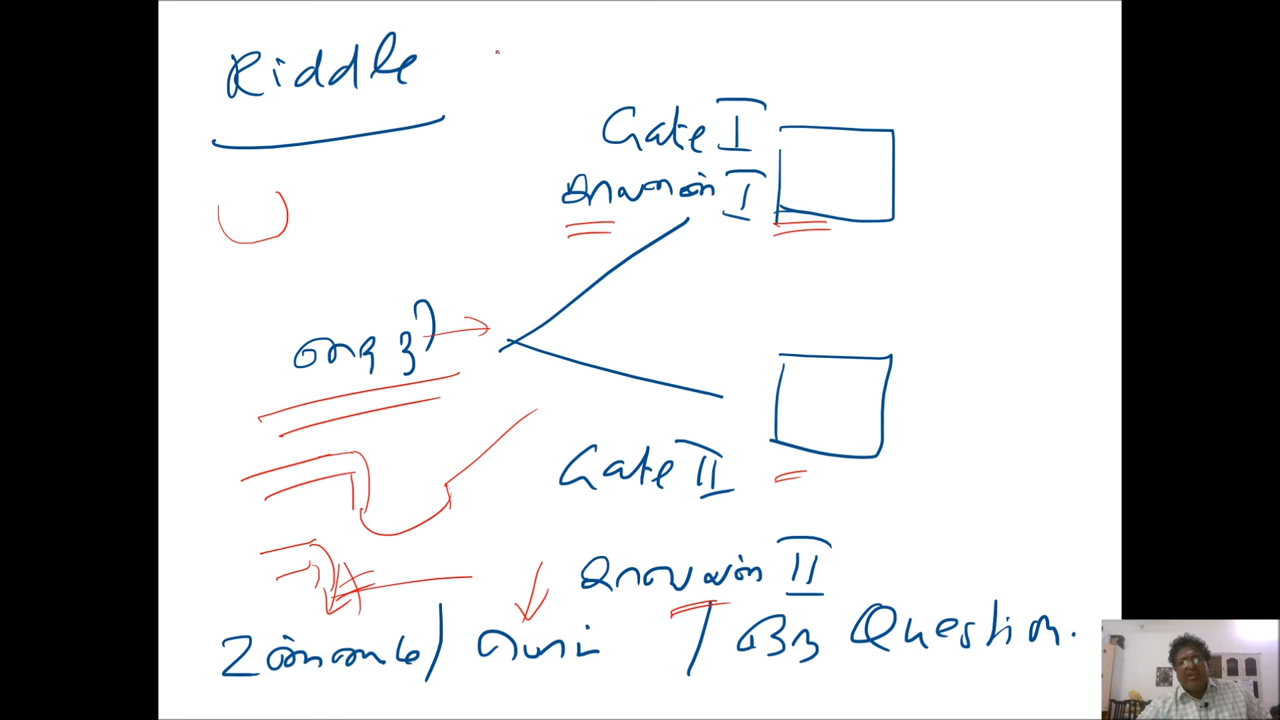 Riddle
Gate I
காவலன் I
Gate II
காவலன் II
உண்மை / பொய் / ஒரு Question.